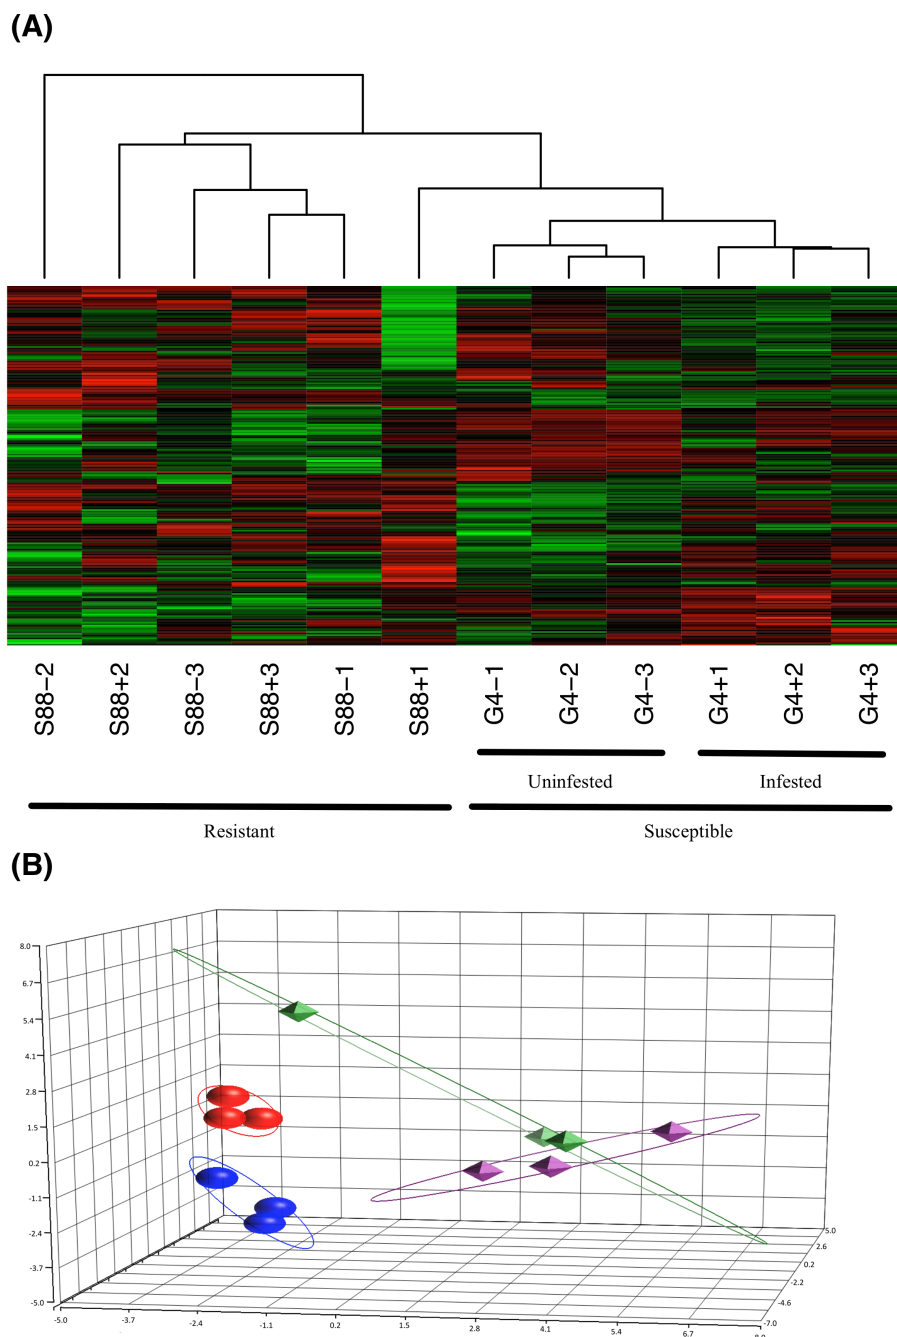 (A)
S88−2 S88+2 S88−3 S88+3 S88−1 S88+1 G4−1 G4−2 G4−3 G4+1 G4+2 G4+3
Uninfested Infested
Resistant Susceptible
(B)
8.0
6.7
5.4
4.1
2.8
1.5
0.2
-1.1
-2.4
-3.7
-5.0
-5.0 -3.7 -2.4 -1.1 0.2 1.5 2.8 4.1 5.4 6.7
5.0
2.6
0.2
-2.2
-4.6
-7.0